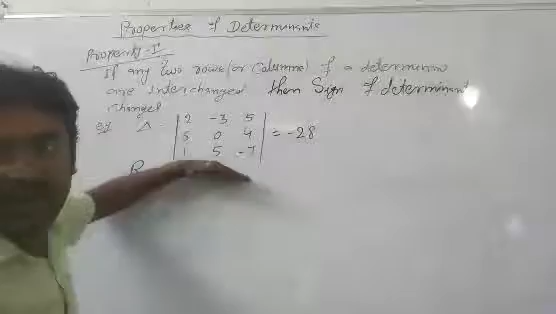 Properties of Determinants
Property-I
If any two rows (or columns) of a determinan
are interchanged then Sign of determinant
changed
eg Δ | 2 -3 5 |
| 6 0 4 | = -28
| 1 5 -7 |
R